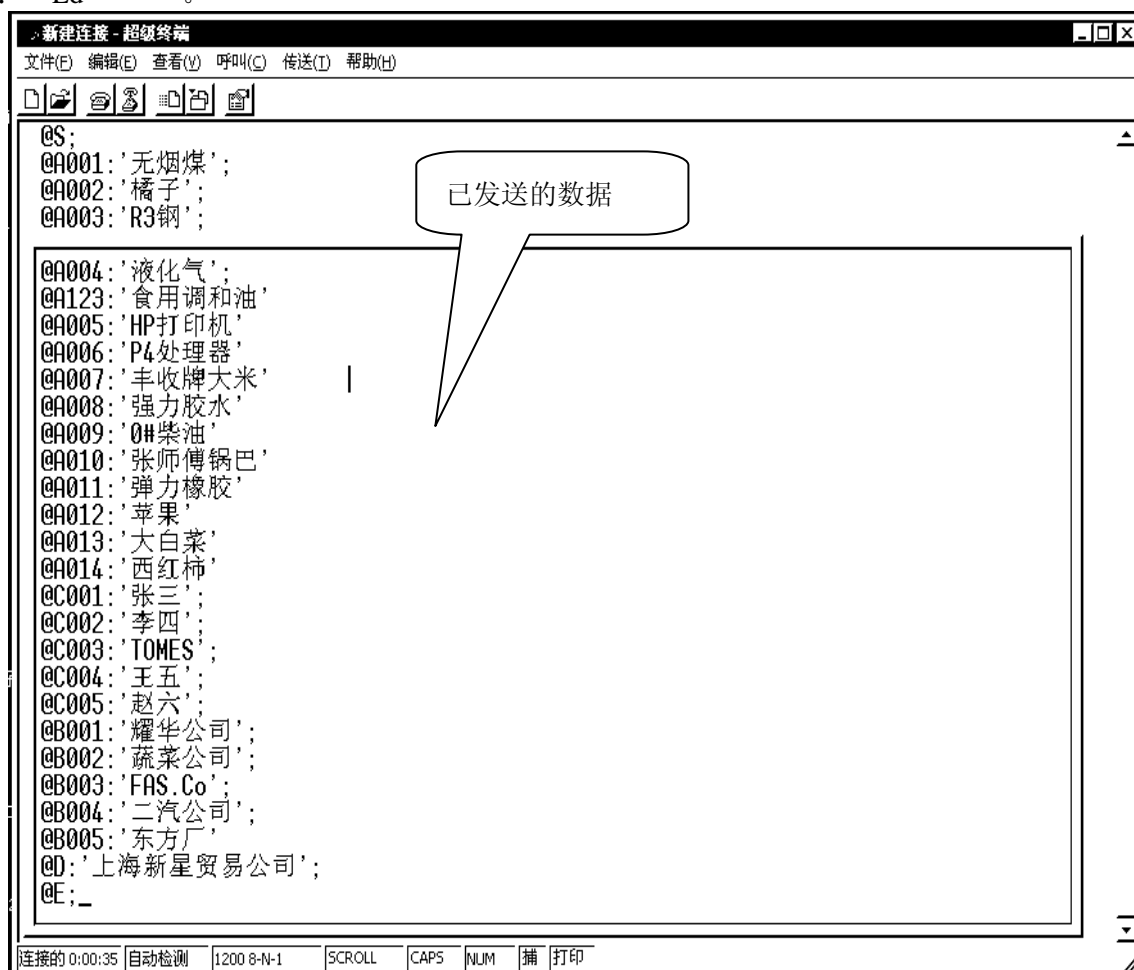 新建连接 - 超级终端
文件(F) 编辑(E) 查看(V) 呼叫(C) 传送(T) 帮助(H)
@S;
@A001:'无烟煤';
@A002:'橘子';
@A003:'R3钢';
已发送的数据
@A004:'液化气';
@A123:'食用调和油'
@A005:'HP打印机'
@A006:'P4处理器'
@A007:'丰收牌大米'
@A008:'强力胶水'
@A009:'0#柴油'
@A010:'张师傅锅巴'
@A011:'弹力橡胶'
@A012:'苹果'
@A013:'大白菜'
@A014:'西红柿'
@C001:'张三';
@C002:'李四';
@C003:'TOMES';
@C004:'王五';
@C005:'赵六';
@B001:'耀华公司';
@B002:'蔬菜公司';
@B003:'FAS.Co';
@B004:'二汽公司';
@B005:'东方厂'
@D:'上海新星贸易公司';
@E;_
连接的 0:00:35 自动检测 1200 8-N-1 SCROLL CAPS NUM 捕 打印